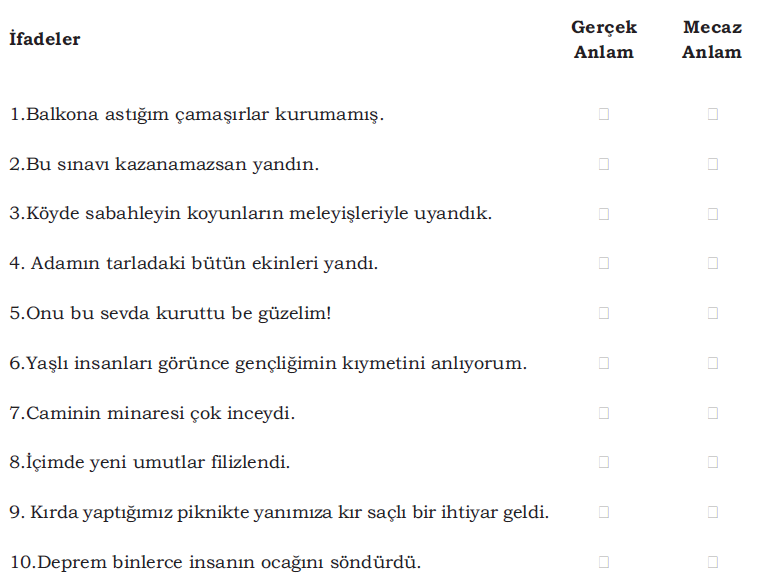 İfadeler
Gerçek Anlam
Mecaz Anlam
1.Balkona astığım çamaşırlar kurumamış.
2.Bu sınavı kazanamazsan yandın.
3.Köyde sabahleyin koyunların meleyişleriyle uyandık.
4. Adamın tarladaki bütün ekinleri yandı.
5.Onu bu sevda kuruttu be güzelim!
6.Yaşlı insanları görünce gençliğimin kıymetini anlıyorum.
7.Caminin minaresi çok inceydi.
8.İçimde yeni umutlar filizlendi.
9. Kırda yaptığımız piknikte yanımıza kır saçlı bir ihtiyar geldi.
10.Deprem binlerce insanın ocağını söndürdü.